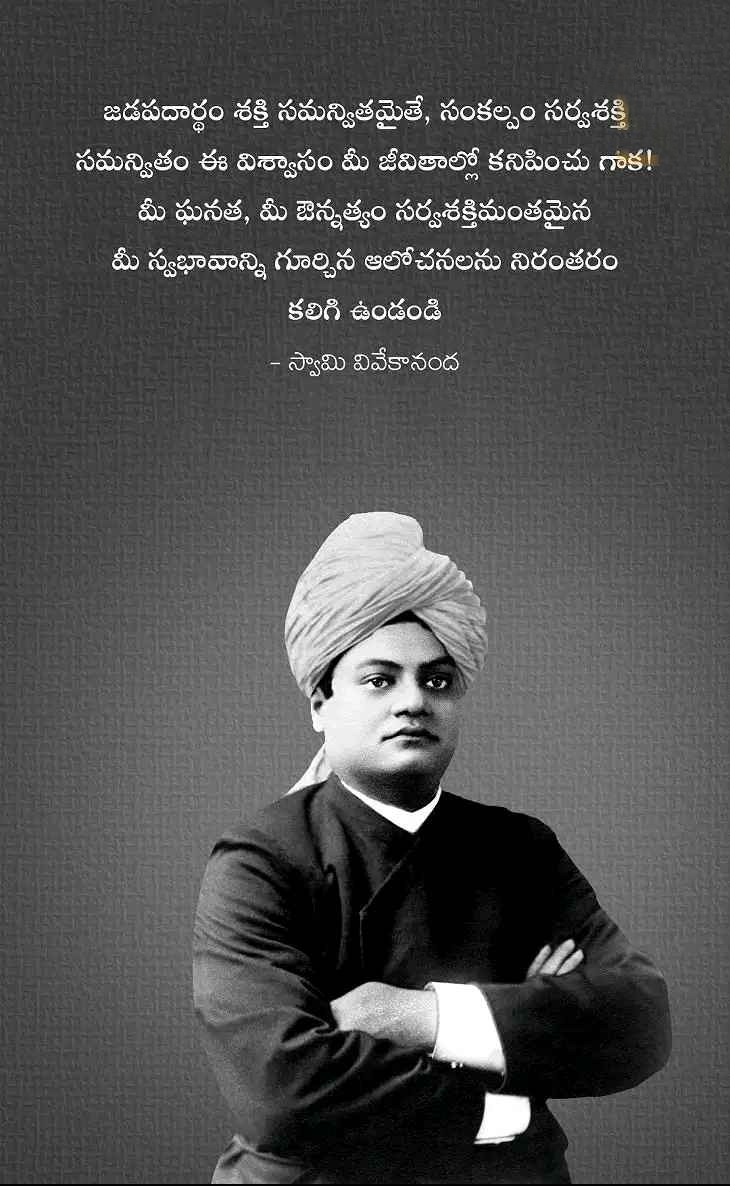 జడపదార్థం శక్తి సమన్వితమైతే, సంకల్పం సర్వశక్తి
సమన్వితం ఈ విశ్వాసం మీ జీవితాల్లో కనిపించు గాక!
మీ ఘనత, మీ ఔన్నత్యం సర్వశక్తిమంతమైన
మీ స్వభావాన్ని గూర్చిన ఆలోచనలను నిరంతరం
కలిగి ఉండండి
– స్వామి వివేకానంద